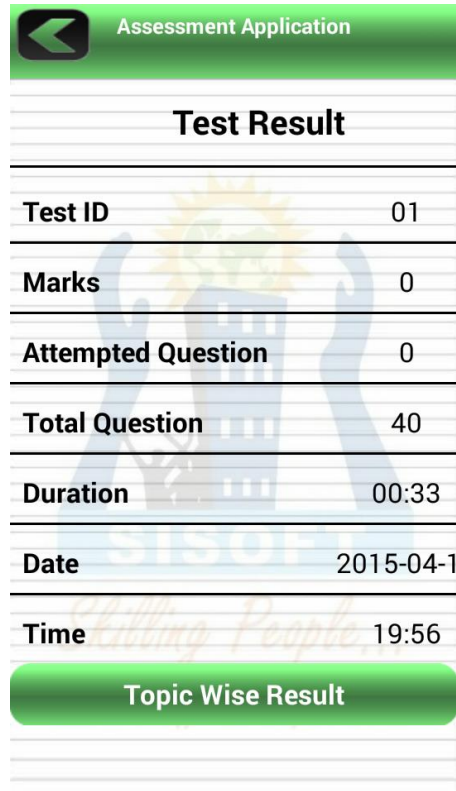 Assessment Application
Test Result
Test ID 01
Marks 0
Attempted Question 0
Total Question 40
Duration 00:33
Date 2015-04-1
SISOFT
Time 19:56
Skilling People...
Topic Wise Result